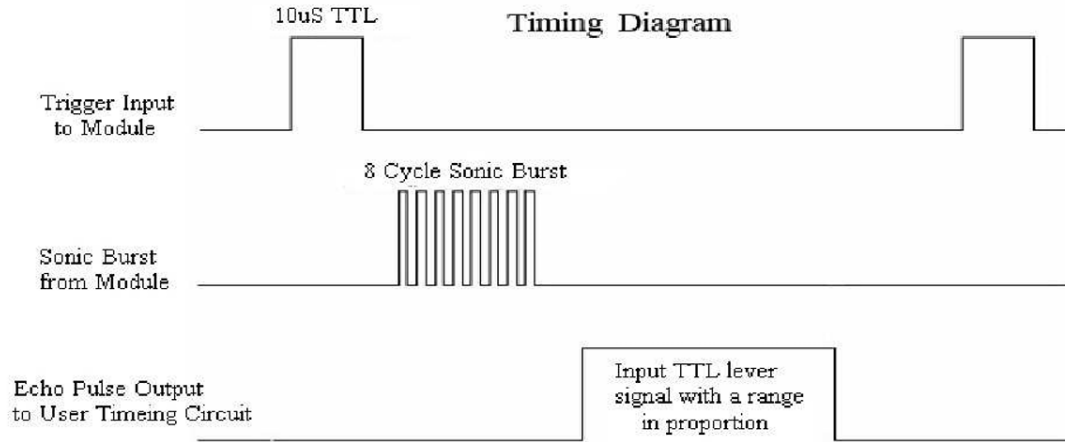 10uS TTL
Timing Diagram
Trigger Input
to Module
8 Cycle Sonic Burst
Sonic Burst
from Module
Echo Pulse Output
to User Timeing Circuit
Input TTL lever
signal with a range
in proportion